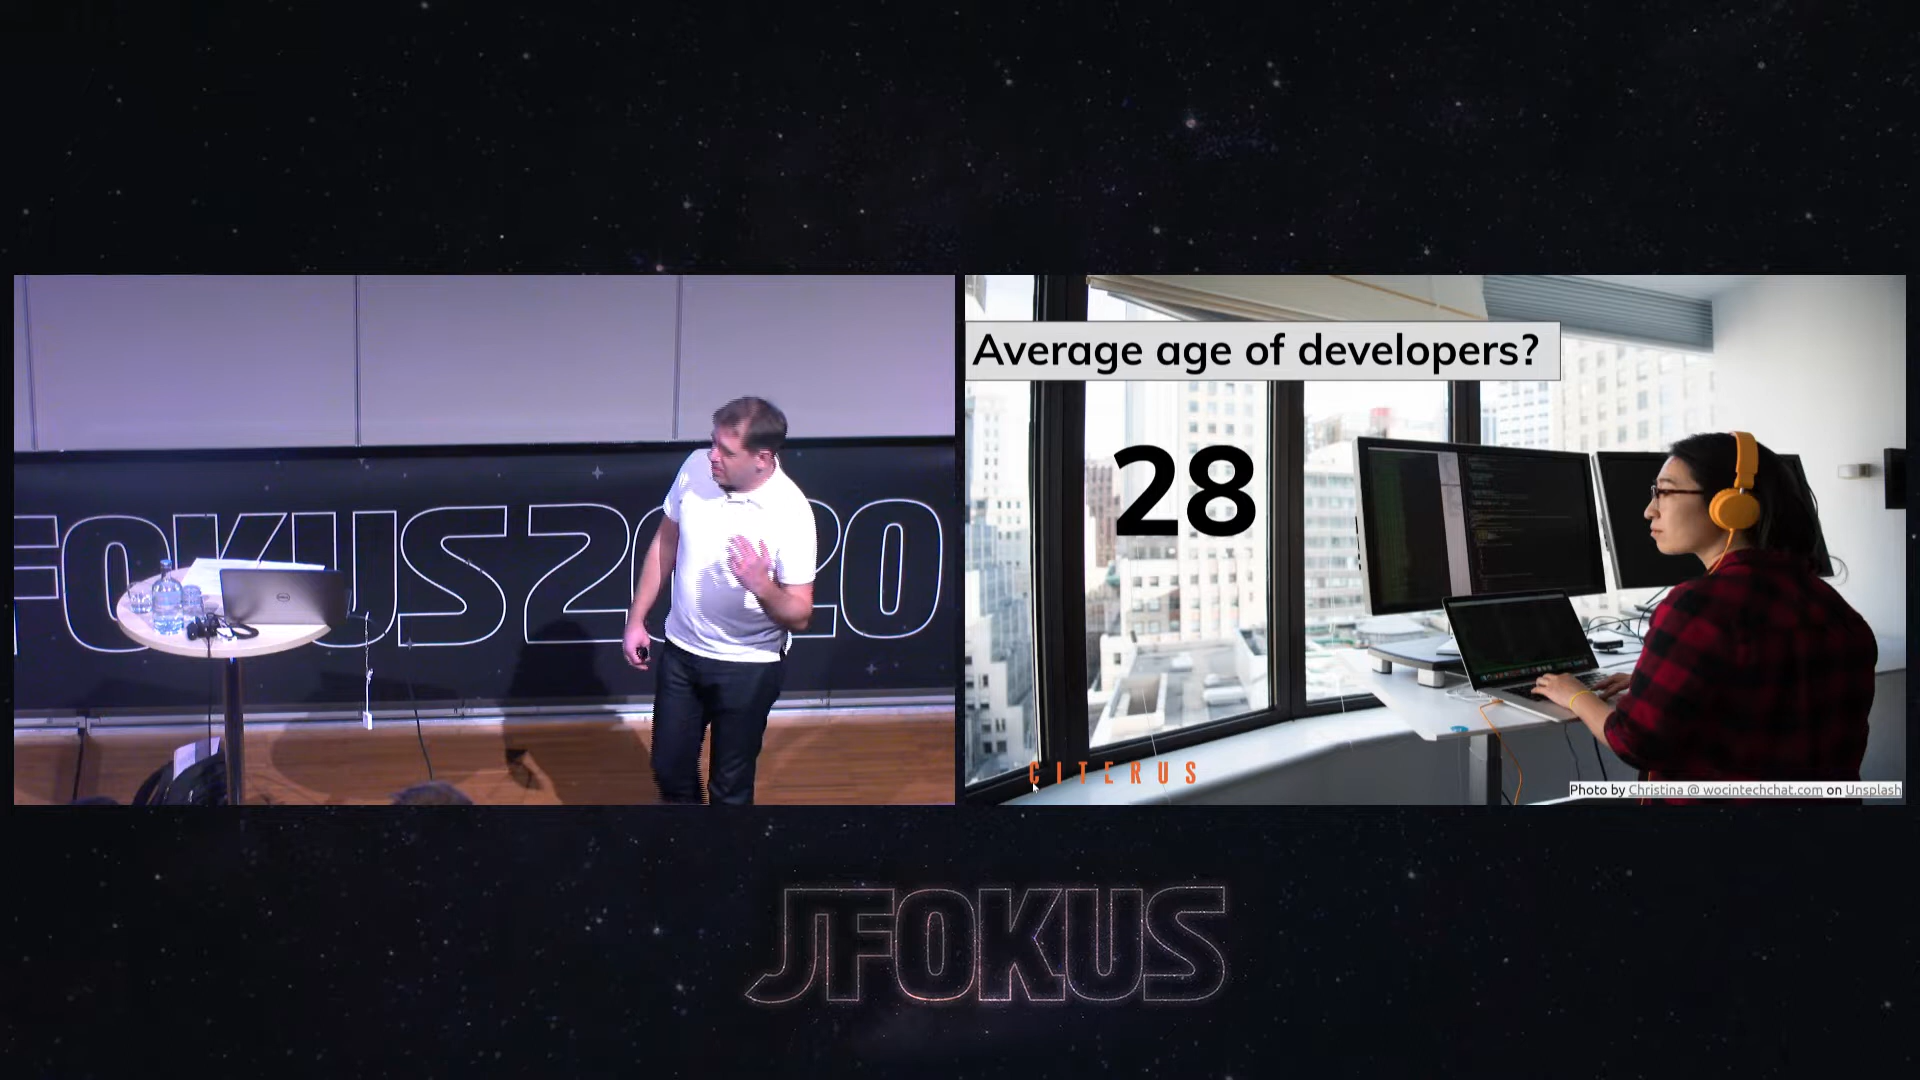 FOKUS 2020
Average age of developers?
28
CITERUS
Photo by Christina @ wocintechchat.com on Unsplash
JFOKUS